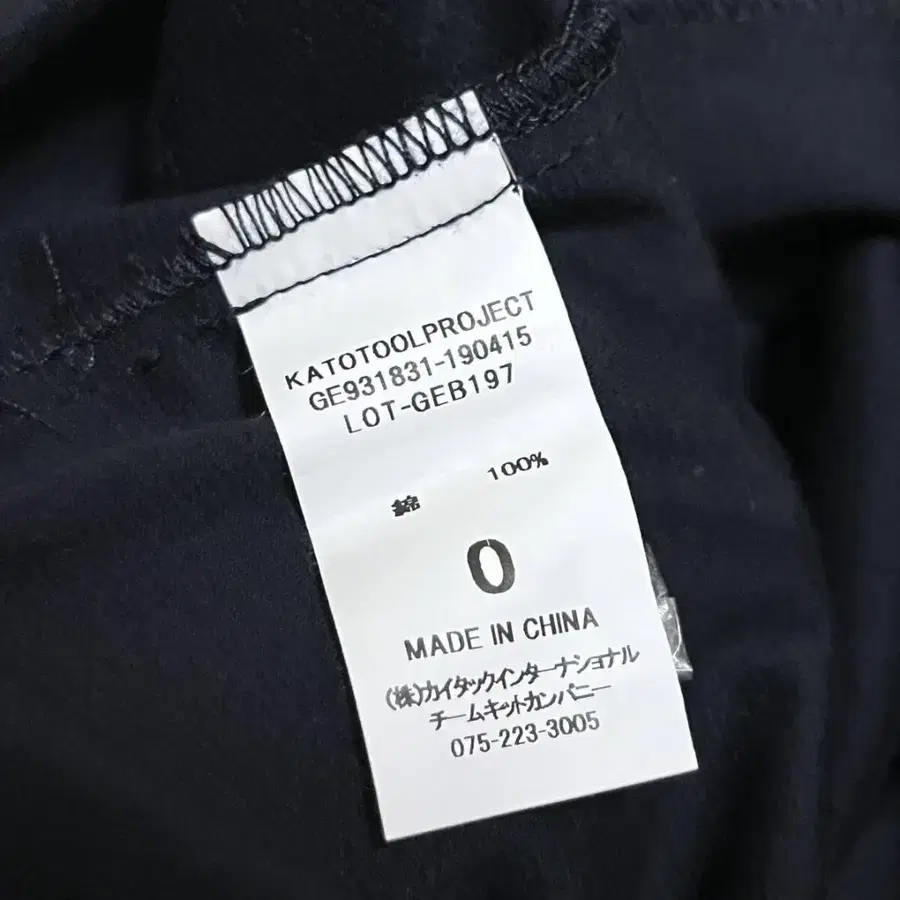 KATOTOOLPROJECT
GE931831-190415
LOT-GEB197
綿 100%
0
MADE IN CHINA
(株)カイタックインターナショナル
チームキットカンパニー
075-223-3005